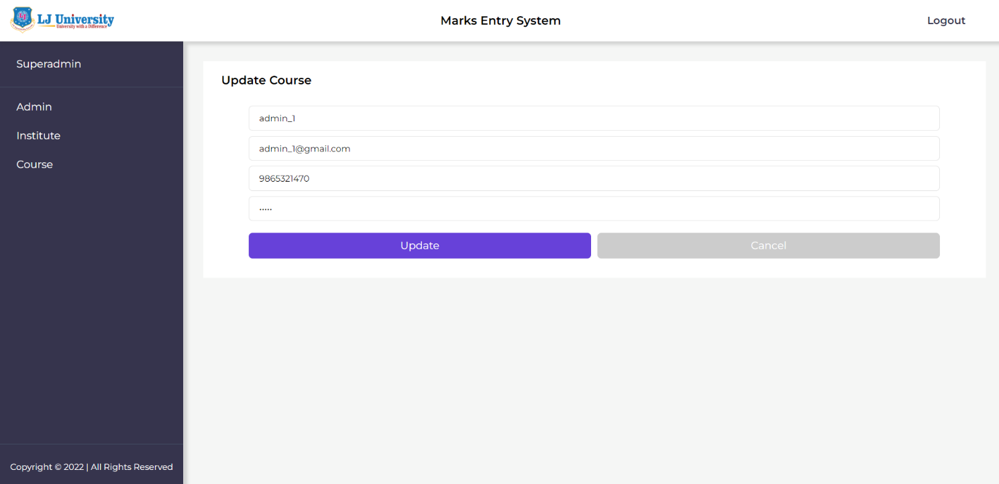 LJ University
University with a Difference
Marks Entry System
Logout
Superadmin
Admin
Institute
Course
Copyright © 2022 | All Rights Reserved
Update Course
admin_1
admin_1@gmail.com
9865321470
•••••
Update
Cancel